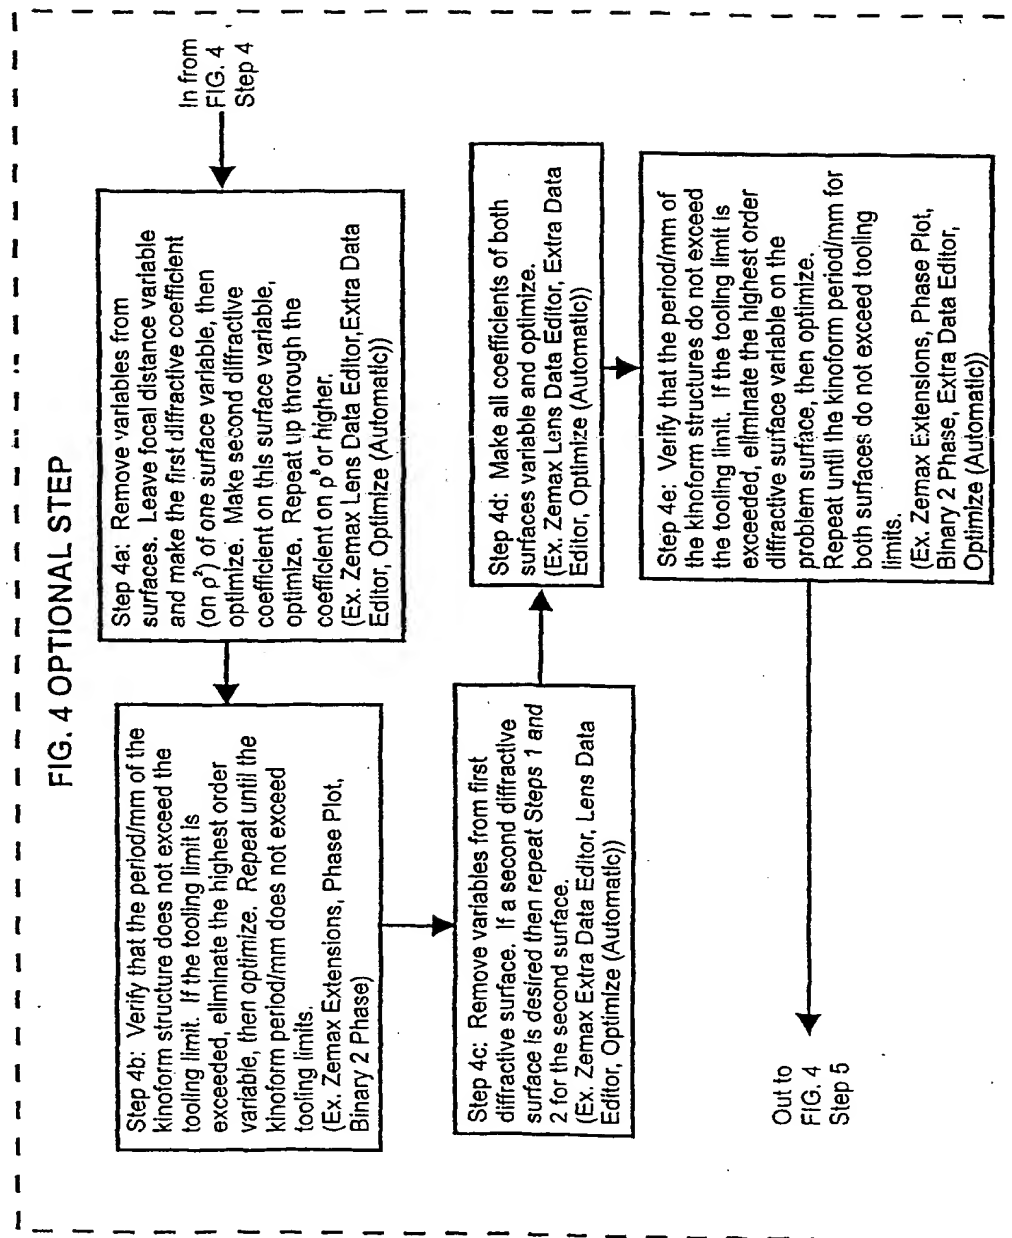 FIG. 4 OPTIONAL STEP
In from
FIG. 4
Step 4
Step 4a: Remove variables from
surfaces. Leave focal distance variable
and make the first diffractive coefficient
(on ρ²) of one surface variable, then
optimize. Make second diffractive
coefficient on this surface variable,
optimize. Repeat up through the
coefficient on ρ⁶ or higher.
(Ex. Zemax Lens Data Editor,Extra Data
Editor, Optimize (Automatic))
Step 4b: Verify that the period/mm of the
kinoform structure does not exceed the
tooling limit. If the tooling limit is
exceeded, eliminate the highest order
variable, then optimize. Repeat until the
kinoform period/mm does not exceed
tooling limits.
(Ex. Zemax Extensions, Phase Plot,
Binary 2 Phase)
Step 4c: Remove variables from first
diffractive surface. If a second diffractive
surface is desired then repeat Steps 1 and
2 for the second surface.
(Ex. Zemax Extra Data Editor, Lens Data
Editor, Optimize (Automatic))
Step 4d: Make all coefficients of both
surfaces variable and optimize.
(Ex. Zemax Lens Data Editor, Extra Data
Editor, Optimize (Automatic))
Step 4e: Verify that the period/mm of
the kinoform structures do not exceed
the tooling limit. If the tooling limit is
exceeded, eliminate the highest order
diffractive surface variable on the
problem surface, then optimize.
Repeat until the kinoform period/mm for
both surfaces do not exceed tooling
limits.
(Ex. Zemax Extensions, Phase Plot,
Binary 2 Phase, Extra Data Editor,
Optimize (Automatic))
Out to
FIG. 4
Step 5